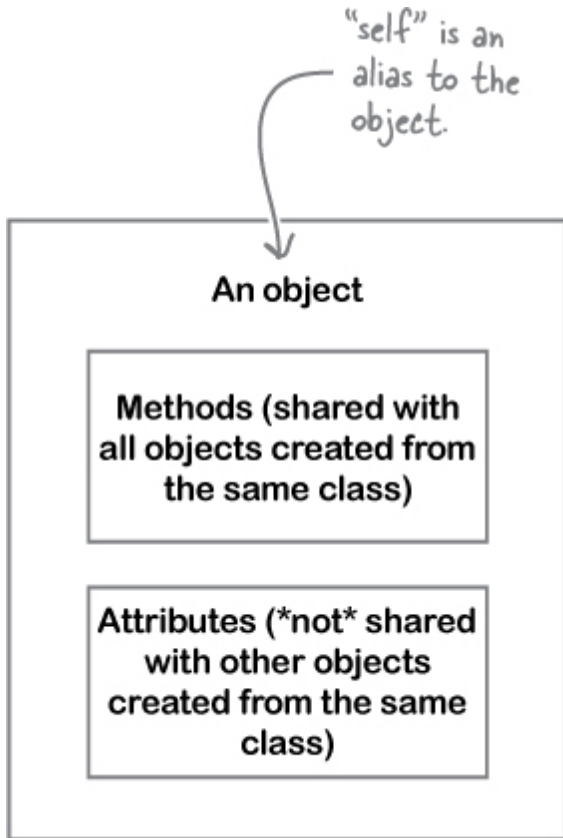 “self” is an
alias to the
object.
An object
Methods (shared with
all objects created from
the same class)
Attributes (*not* shared
with other objects
created from the same
class)